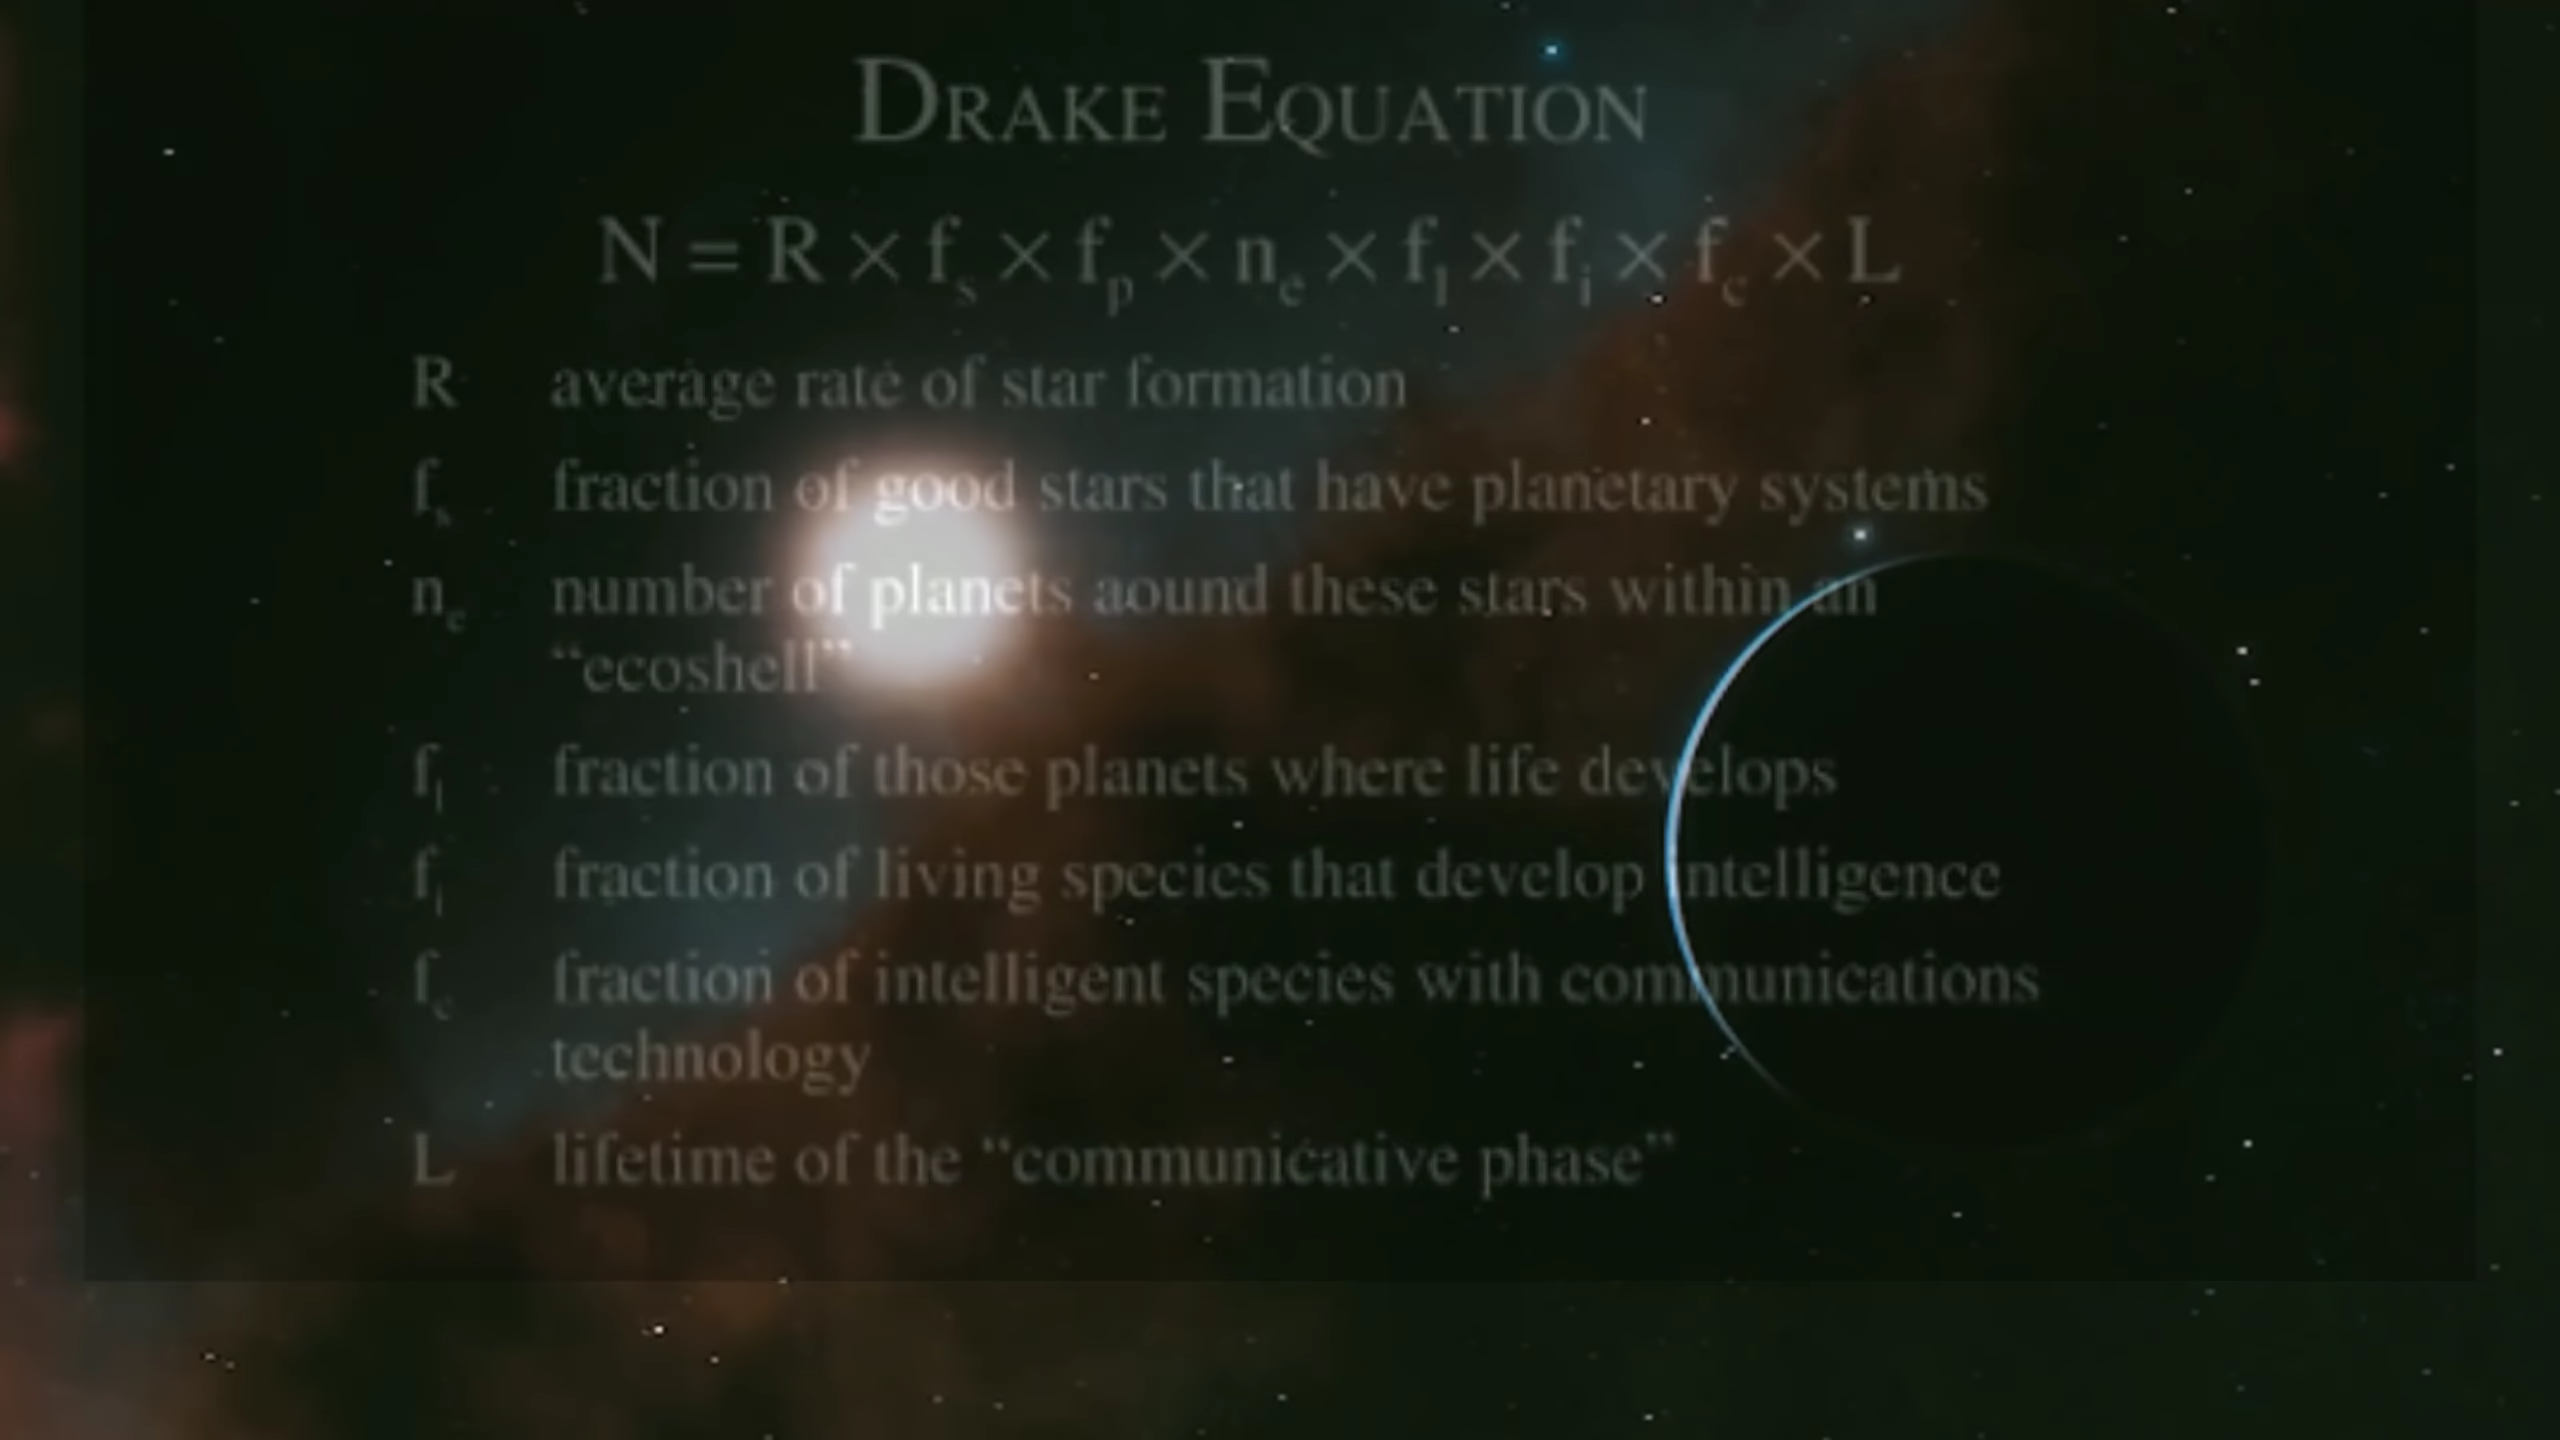 DRAKE EQUATION
N = R × fs × fp × ne × fl × fi × fc × L
R average rate of star formation
fs fraction of good stars that have planetary systems
ne number of planets aound these stars within an
“ecoshell”
fl fraction of those planets where life develops
fi fraction of living species that develop intelligence
fc fraction of intelligent species with communications
technology
L lifetime of the “communicative phase”